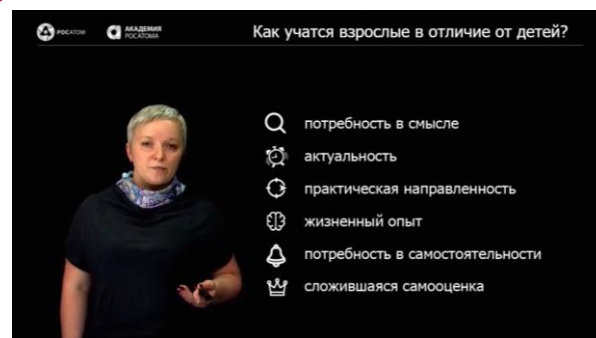 РОСАТОМ
АКАДЕМИЯ
РОСАТОМА
Как учатся взрослые в отличие от детей?
потребность в смысле
актуальность
практическая направленность
жизненный опыт
потребность в самостоятельности
сложившаяся самооценка